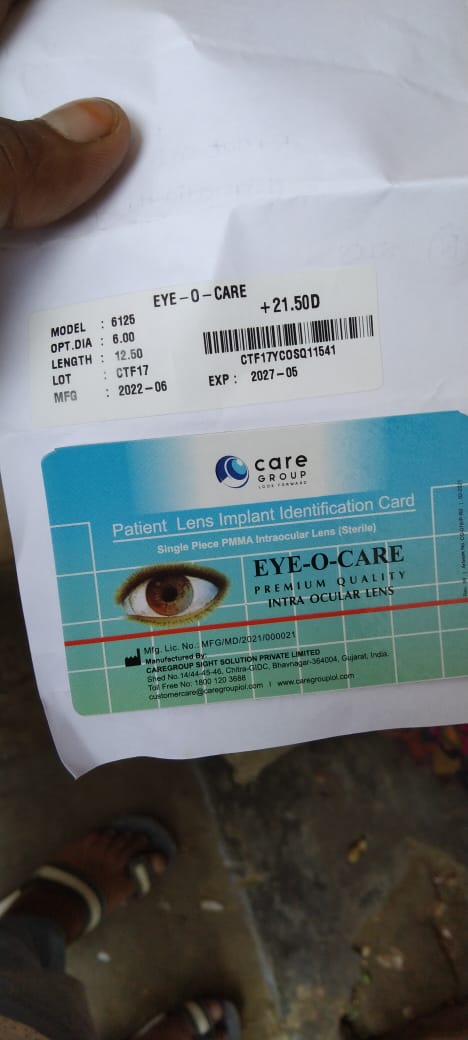 EYE-O-CARE
+21.50D
MODEL : 6125
OPT.DIA : 6.00
LENGTH : 12.50
LOT : CTF17
MFG : 2022-06
CTF17YCOSQ11541
EXP : 2027-05
care
GROUP
LOOK FORWARD
Patient Lens Implant Identification Card
Single Piece PMMA Intraocular Lens (Sterile)
EYE-O-CARE
PREMIUM QUALITY
INTRA OCULAR LENS
Mfg. Lic. No.: MFG/MD/2021/000021
Manufactured By:
CAREGROUP SIGHT SOLUTION PRIVATE LIMITED
Shed No.14/44-45-46, Chitra-GIDC, Bhavnagar-364004, Gujarat, India.
Toll Free No.: 1800 120 3688
customercare@caregroupiol.com | www.caregroupiol.com